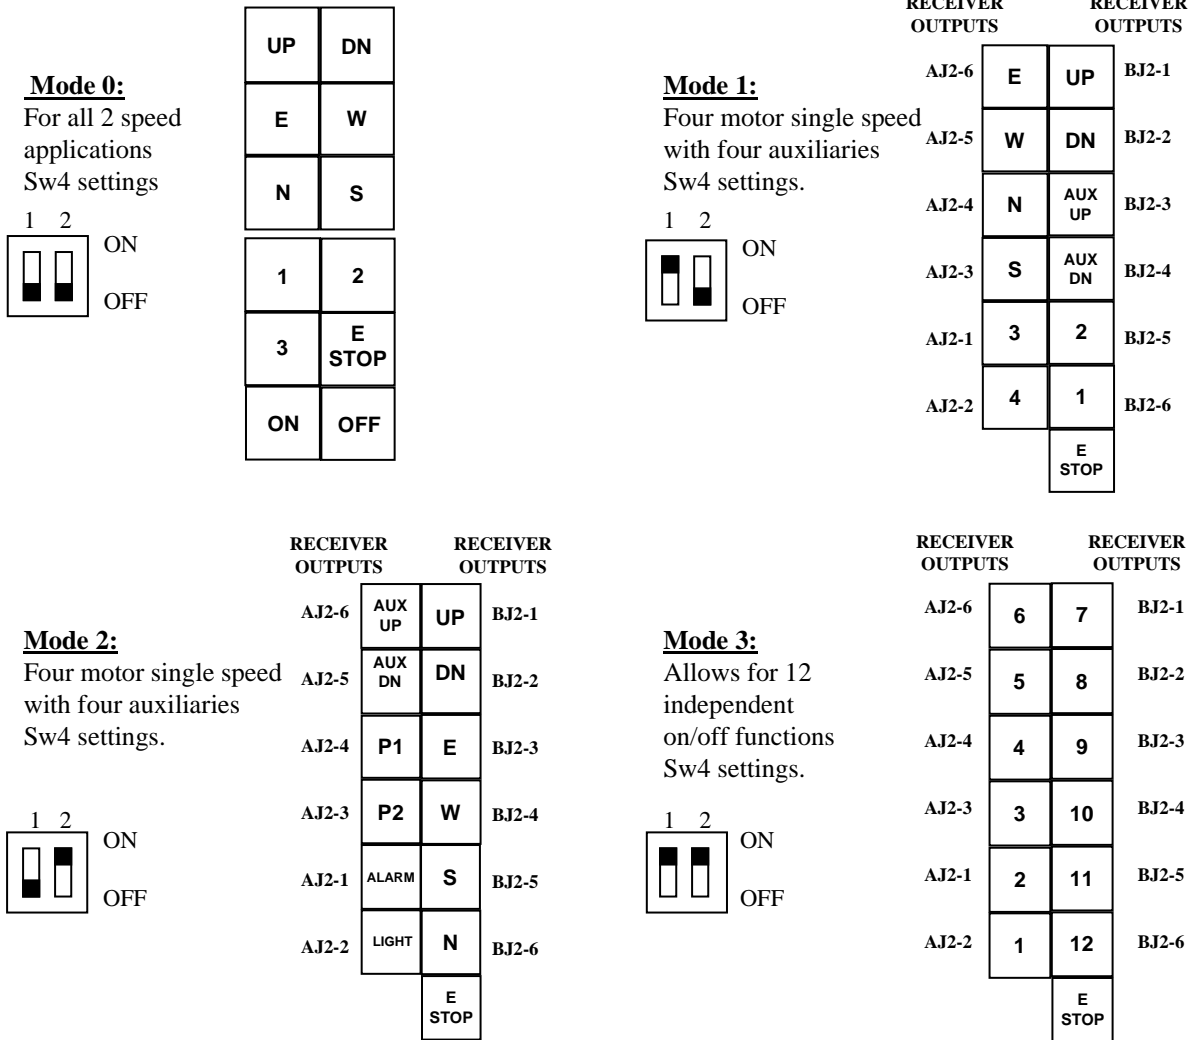 UP DN
E W
N S
1 2
3 E STOP
ON OFF
Mode 0:
For all 2 speed
applications
Sw4 settings
1 2
ON
OFF
RECEIVER RECEIVER
OUTPUTS OUTPUTS
Mode 1:
Four motor single speed
with four auxiliaries
Sw4 settings.
1 2
ON
OFF
AJ2-6 E UP BJ2-1
AJ2-5 W DN BJ2-2
AJ2-4 N AUX UP BJ2-3
AJ2-3 S AUX DN BJ2-4
AJ2-1 3 2 BJ2-5
AJ2-2 4 1 BJ2-6
E
STOP
RECEIVER RECEIVER
OUTPUTS OUTPUTS
Mode 2:
Four motor single speed
with four auxiliaries
Sw4 settings.
1 2
ON
OFF
AJ2-6 AUX UP UP BJ2-1
AJ2-5 AUX DN DN BJ2-2
AJ2-4 P1 E BJ2-3
AJ2-3 P2 W BJ2-4
AJ2-1 ALARM S BJ2-5
AJ2-2 LIGHT N BJ2-6
E
STOP
RECEIVER RECEIVER
OUTPUTS OUTPUTS
Mode 3:
Allows for 12
independent
on/off functions
Sw4 settings.
1 2
ON
OFF
AJ2-6 6 7 BJ2-1
AJ2-5 5 8 BJ2-2
AJ2-4 4 9 BJ2-3
AJ2-3 3 10 BJ2-4
AJ2-1 2 11 BJ2-5
AJ2-2 1 12 BJ2-6
E
STOP